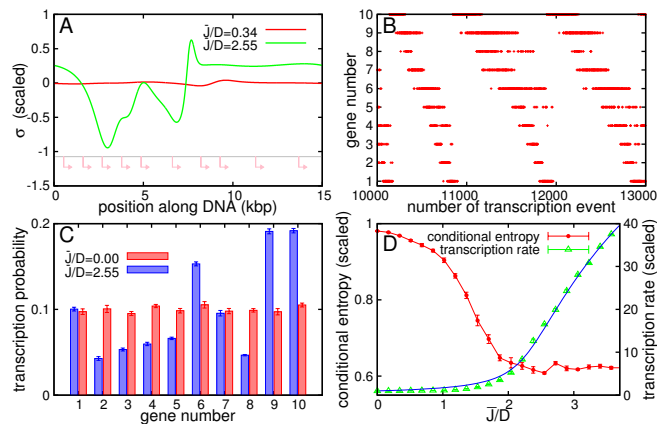 A
J̄/D=0.34
J̄/D=2.55
σ (scaled)
1
0.5
0
-0.5
-1
-1.5
0 5 10 15
position along DNA (kbp)
B
gene number
10
9
8
7
6
5
4
3
2
1
10000 11000 12000 13000
number of transcription event
C
J̄/D=0.00
J̄/D=2.55
transcription probability
0.2
0.1
0
1 2 3 4 5 6 7 8 9 10
gene number
D
conditional entropy
transcription rate
conditional entropy (scaled)
1
0.8
0.6
transcription rate (scaled)
40
35
30
25
20
15
10
5
0
0 1 2 3
J̄/D